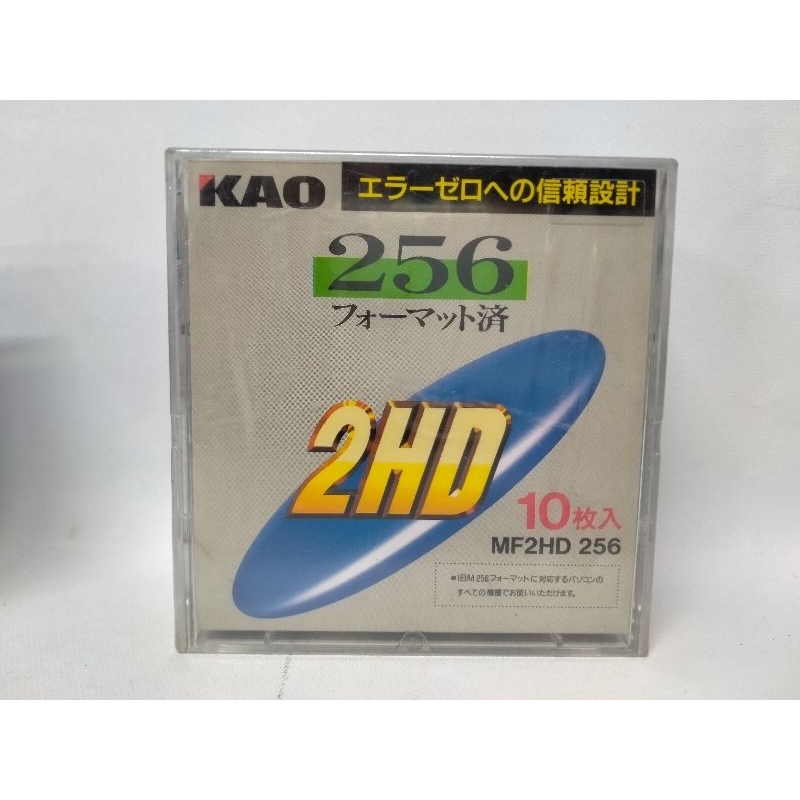 KAO エラーゼロへの信頼設計
256
フォーマット済
2HD
10枚入
MF2HD 256
●IBM 256フォーマットに対応するパソコンの
すべての機種でお使いいただけます。